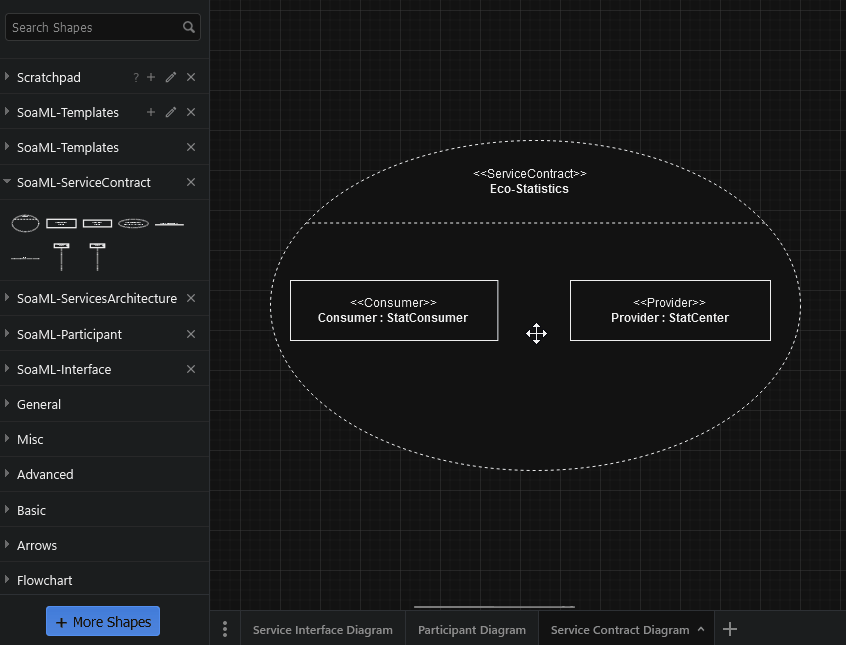 Search Shapes
Scratchpad ?
SoaML-Templates
SoaML-Templates
SoaML-ServiceContract
SoaML-ServicesArchitecture
SoaML-Participant
SoaML-Interface
General
Misc
Advanced
Basic
Arrows
Flowchart
+ More Shapes
<<ServiceContract>>
Eco-Statistics
<<Consumer>>
Consumer : StatConsumer
<<Provider>>
Provider : StatCenter
Service Interface Diagram
Participant Diagram
Service Contract Diagram